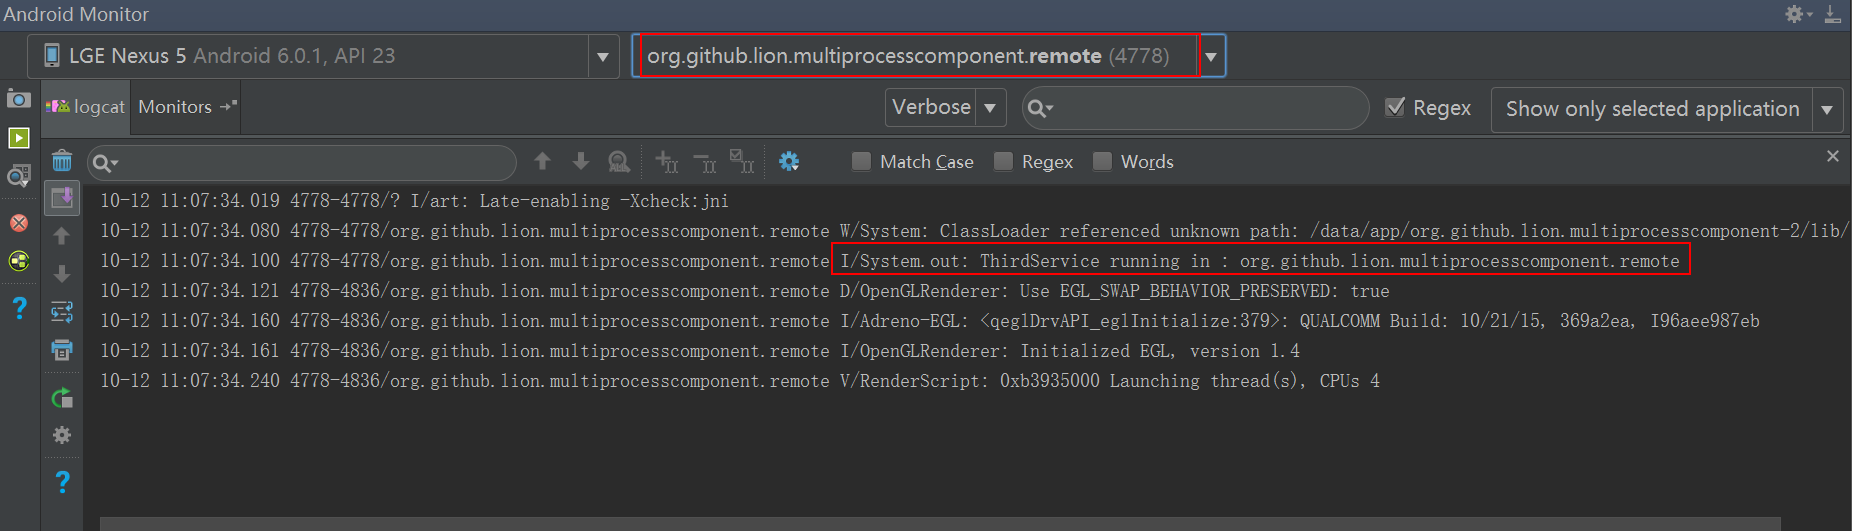 Android Monitor
LGE Nexus 5 Android 6.0.1, API 23
org.github.lion.multiprocesscomponent.remote (4778)
logcat
Monitors
Verbose
Regex
Show only selected application
Match Case
Regex
Words
10-12 11:07:34.019 4778-4778/? I/art: Late-enabling -Xcheck:jni
10-12 11:07:34.080 4778-4778/org.github.lion.multiprocesscomponent.remote W/System: ClassLoader referenced unknown path: /data/app/org.github.lion.multiprocesscomponent-2/lib/
10-12 11:07:34.100 4778-4778/org.github.lion.multiprocesscomponent.remote I/System.out: ThirdService running in : org.github.lion.multiprocesscomponent.remote
10-12 11:07:34.121 4778-4836/org.github.lion.multiprocesscomponent.remote D/OpenGLRenderer: Use EGL_SWAP_BEHAVIOR_PRESERVED: true
10-12 11:07:34.160 4778-4836/org.github.lion.multiprocesscomponent.remote I/Adreno-EGL: <qeglDrvAPI_eglInitialize:379>: QUALCOMM Build: 10/21/15, 369a2ea, I96aee987eb
10-12 11:07:34.161 4778-4836/org.github.lion.multiprocesscomponent.remote I/OpenGLRenderer: Initialized EGL, version 1.4
10-12 11:07:34.240 4778-4836/org.github.lion.multiprocesscomponent.remote V/RenderScript: 0xb3935000 Launching thread(s), CPUs 4